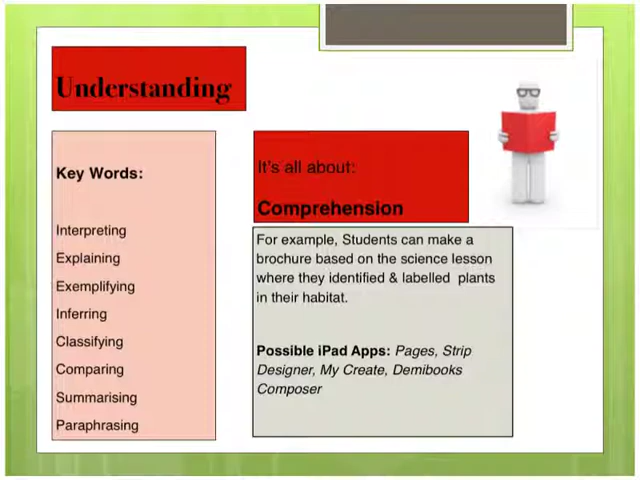 Understanding
Key Words:
Interpreting
Explaining
Exemplifying
Inferring
Classifying
Comparing
Summarising
Paraphrasing
It's all about:
Comprehension
For example, Students can make a
brochure based on the science lesson
where they identified & labelled plants
in their habitat.
Possible iPad Apps: Pages, Strip
Designer, My Create, Demibooks
Composer